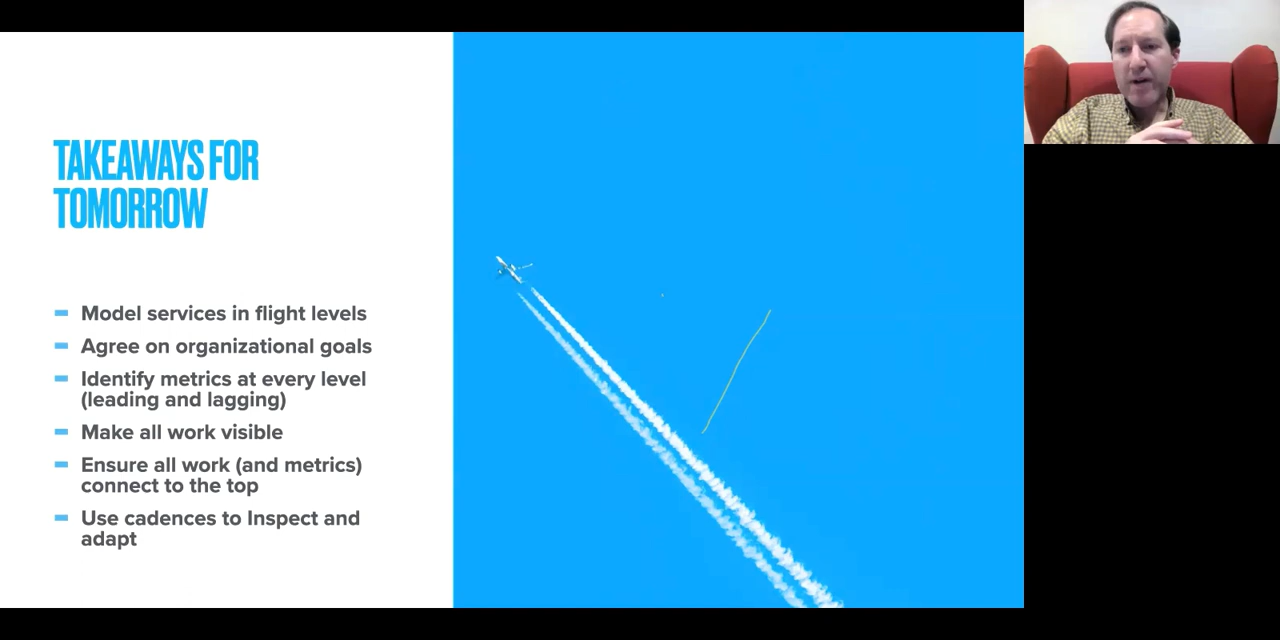 TAKEAWAYS FOR
TOMORROW
Model services in flight levels
Agree on organizational goals
Identify metrics at every level
(leading and lagging)
Make all work visible
Ensure all work (and metrics)
connect to the top
Use cadences to Inspect and
adapt